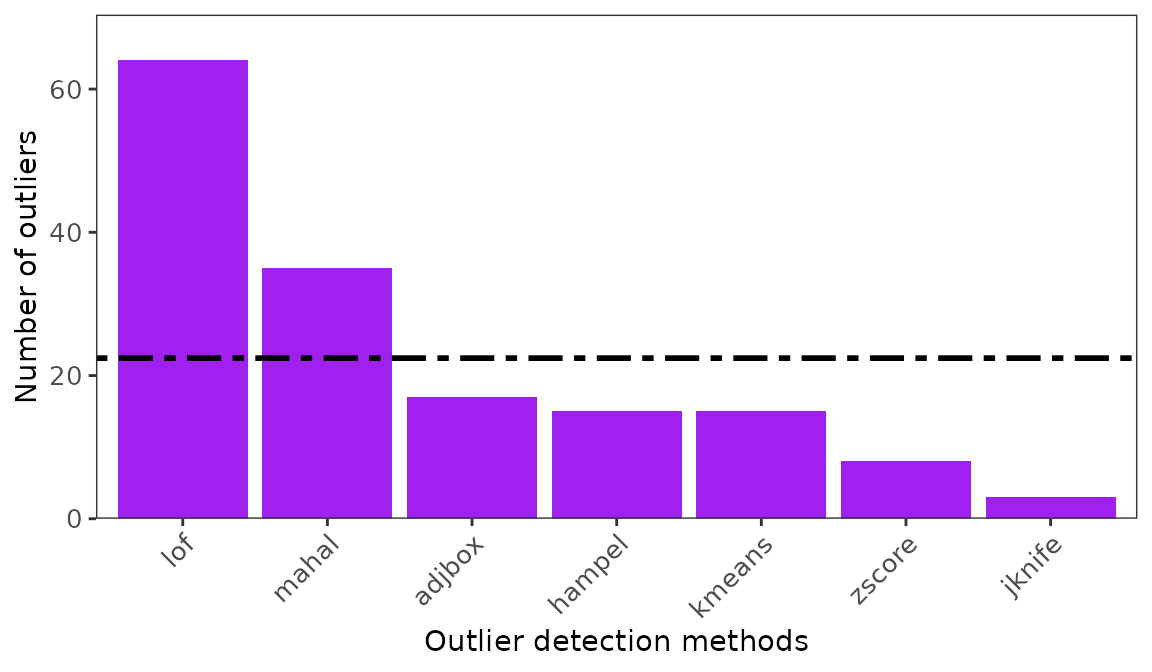 Number of outliers
60
40
20
0
lof
mahal
adjbox
hampel
kmeans
zscore
jknife
Outlier detection methods